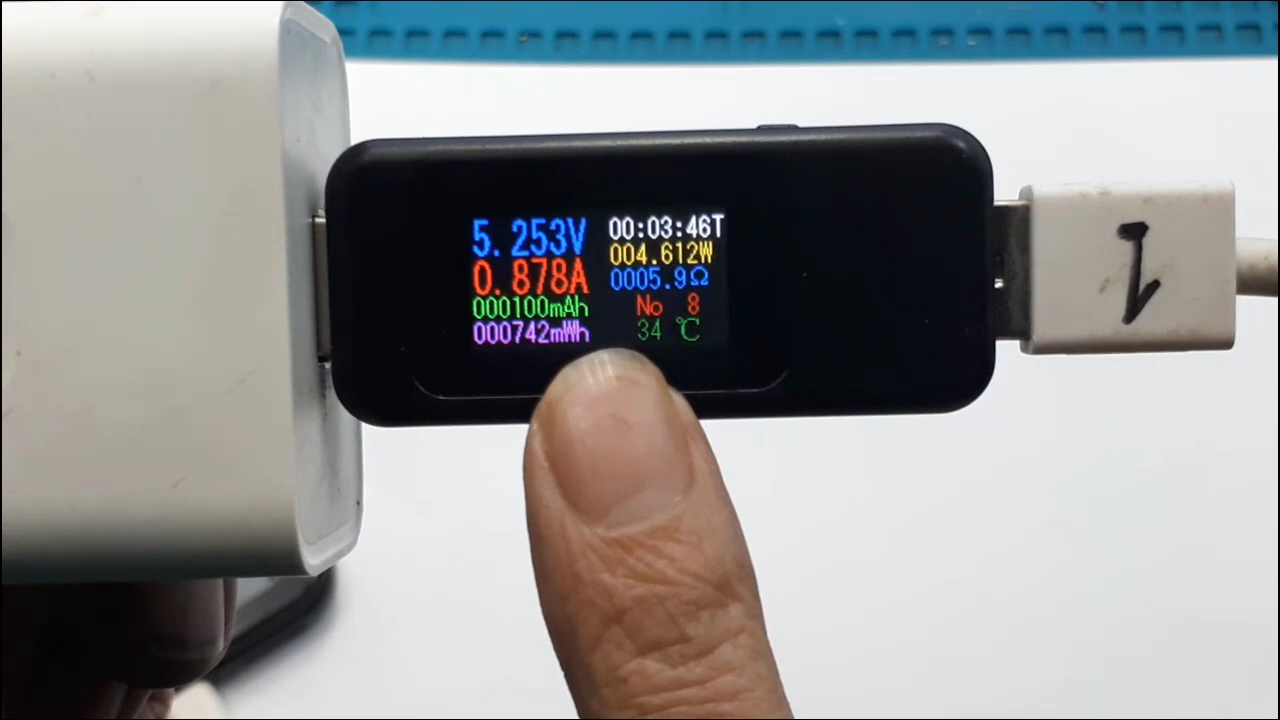 5.253V
0.878A
000100mAh
000742mWh
00:03:46T
004.612W
0005.9Ω
No 8
34 ℃
1